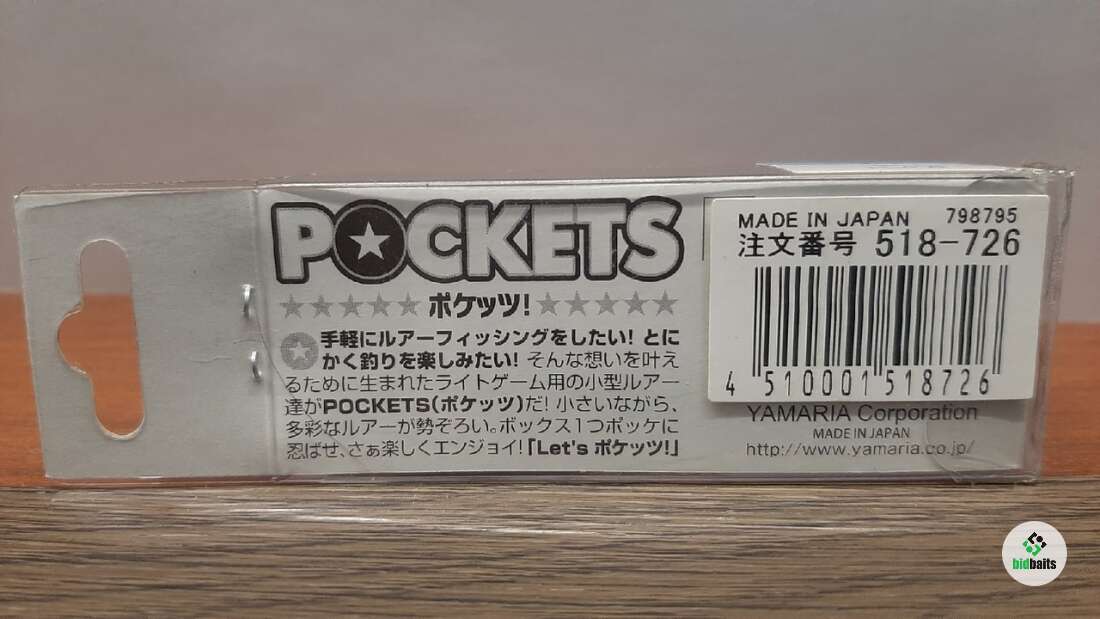 POCKETS
ポケッツ!
手軽にルアーフィッシングをしたい! とに
かく釣りを楽しみたい! そんな想いを叶え
るために生まれたライトゲーム用の小型ルアー
達がPOCKETS(ポケッツ)だ! 小さいながら、
多彩なルアーが勢ぞろい。ボックス1つポッケに
忍ばせ、さぁ楽しくエンジョイ!「Let's ポケッツ!」
MADE IN JAPAN 798795
注文番号 518-726
4 510001 518726
YAMARIA Corporation
MADE IN JAPAN
http://www.yamaria.co.jp/
bidbaits